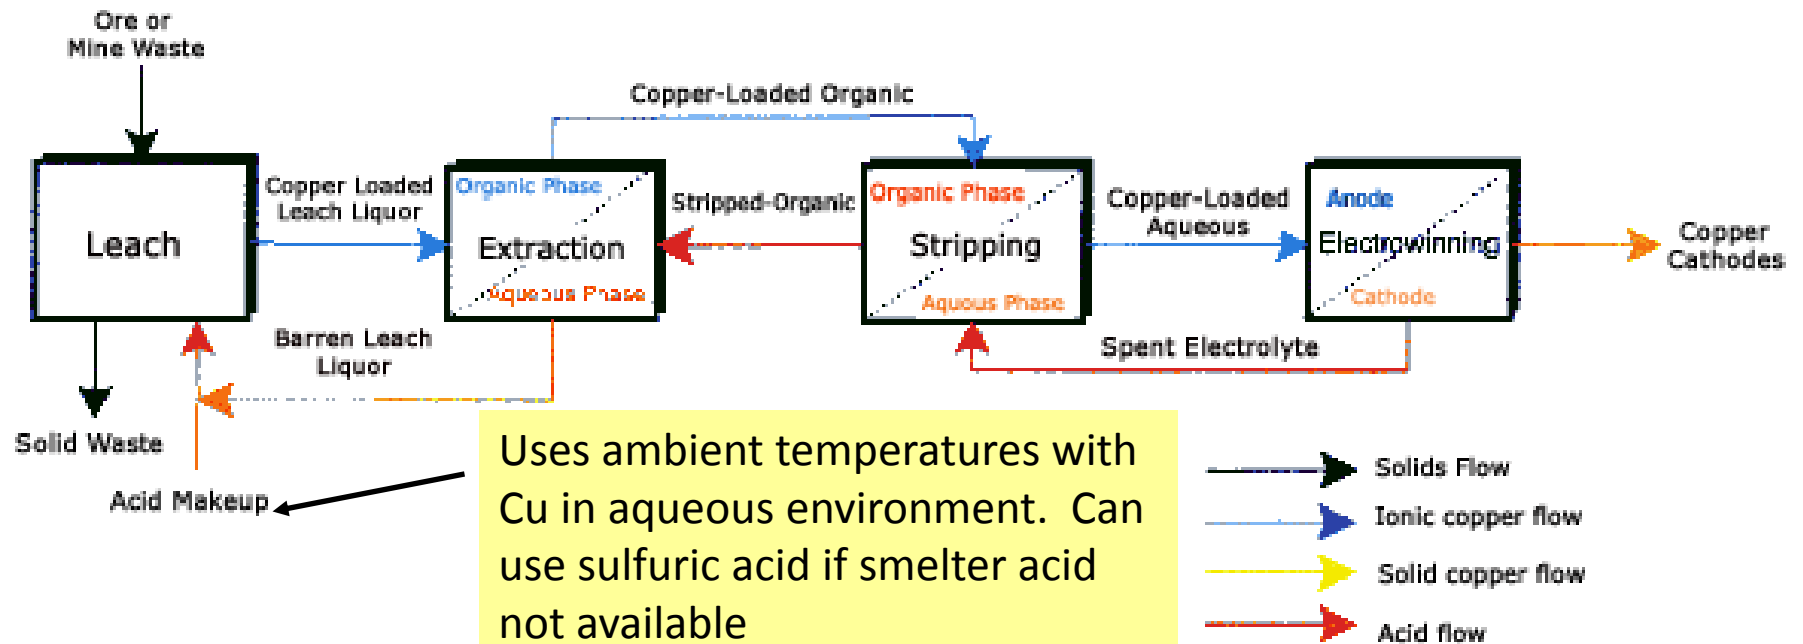 Ore or
Mine Waste
Copper-Loaded Organic
Copper Loaded
Leach Liquor
Organic Phase
Stripped-Organic
Organic Phase
Copper-Loaded
Aqueous
Anode
Leach
Extraction
Stripping
Electrowinning
Copper
Cathodes
Aqueous Phase
Aquous Phase
Cathode
Barren Leach
Liquor
Spent Electrolyte
Solid Waste
Acid Makeup
Uses ambient temperatures with
Cu in aqueous environment. Can
use sulfuric acid if smelter acid
not available
Solids Flow
Ionic copper flow
Solid copper flow
Acid flow